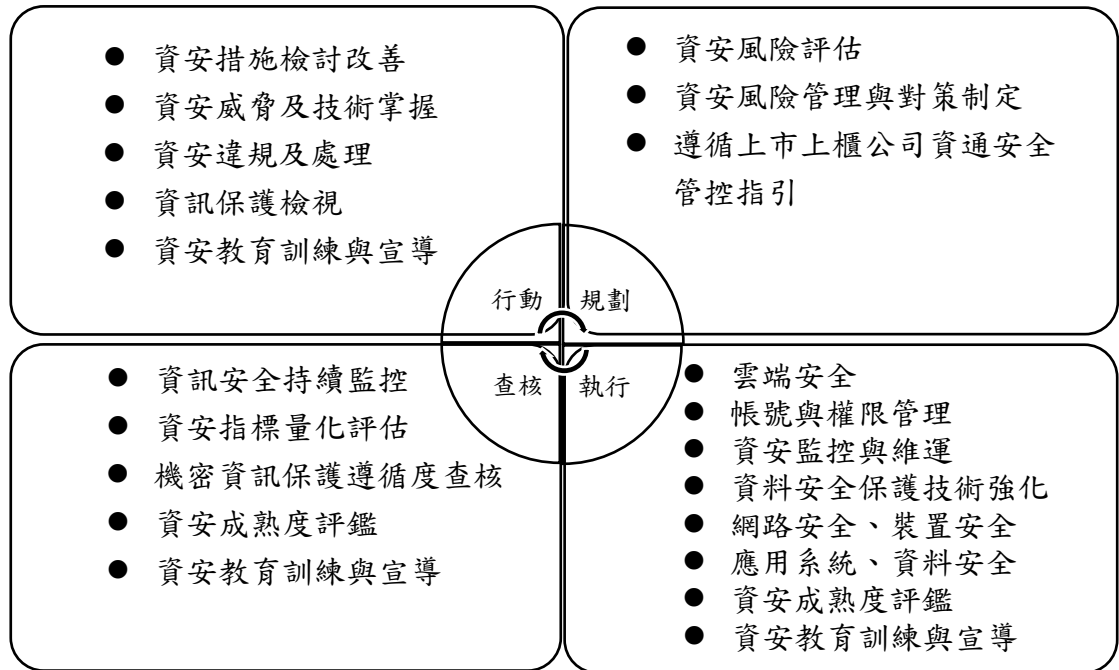 ● 資安措施檢討改善
● 資安威脅及技術掌握
● 資安違規及處理
● 資訊保護檢視
● 資安教育訓練與宣導
● 資安風險評估
● 資安風險管理與對策制定
● 遵循上市上櫃公司資通安全
管控指引
行動
規劃
查核
執行
● 資訊安全持續監控
● 資安指標量化評估
● 機密資訊保護遵循度查核
● 資安成熟度評鑑
● 資安教育訓練與宣導
● 雲端安全
● 帳號與權限管理
● 資安監控與維運
● 資料安全保護技術強化
● 網路安全、裝置安全
● 應用系統、資料安全
● 資安成熟度評鑑
● 資安教育訓練與宣導